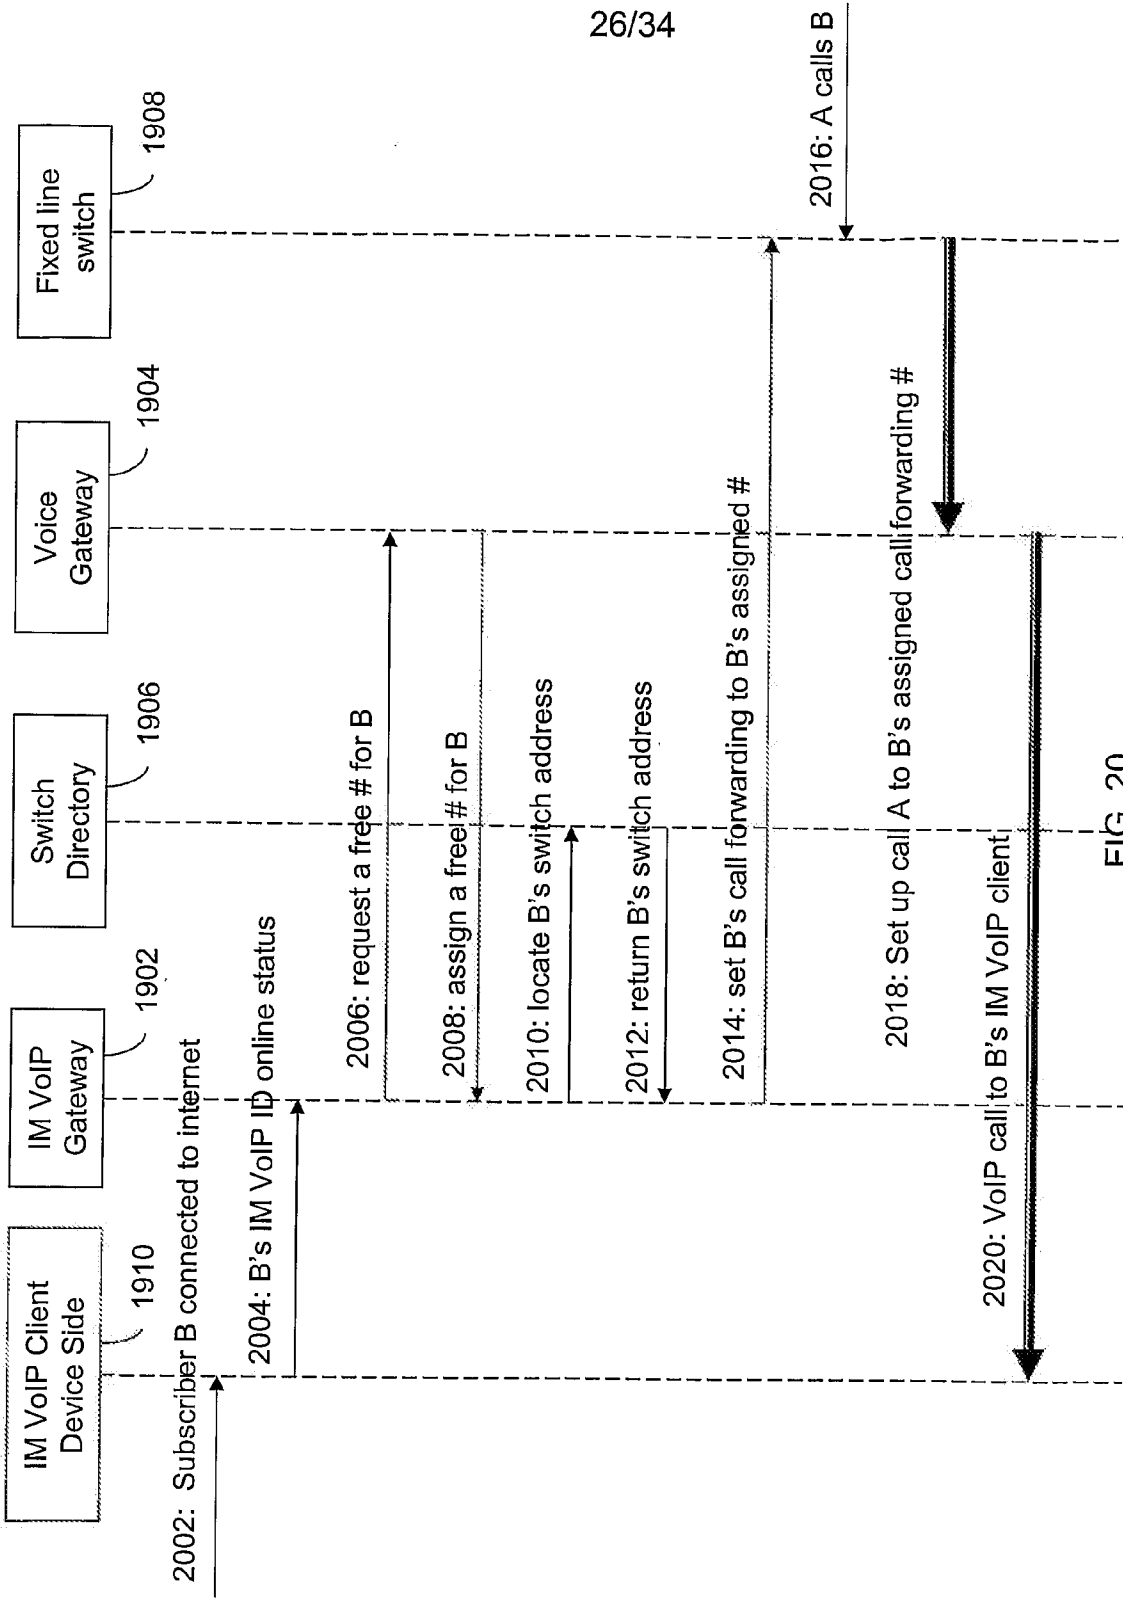 26/34
IM VoIP Client
Device Side
1910
IM VoIP
Gateway
1902
Switch
Directory
1906
Voice
Gateway
1904
Fixed line
switch
1908
2002: Subscriber B connected to internet
2004: B's IM VoIP ID online status
2006: request a free # for B
2008: assign a free# for B
2010: locate B's switch address
2012: return B's switch address
2014: set B's call forwarding to B's assigned #
2016: A calls B
2018: Set up call A to B's assigned call forwarding #
2020: VoIP call to B's IM VoIP client
FIG. 20